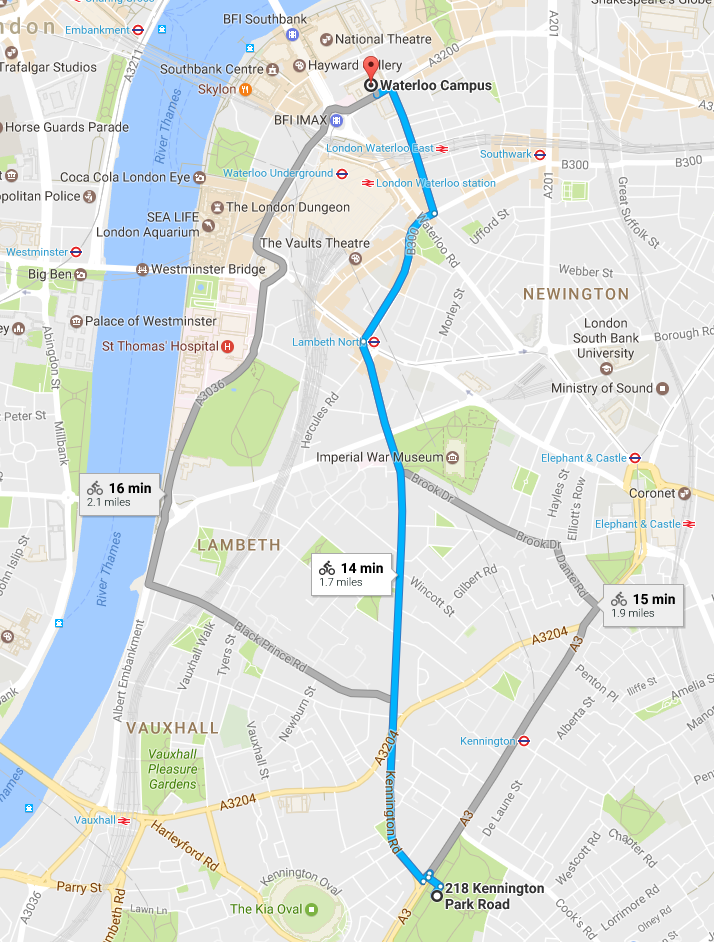 Charing Cross
BFI Southbank
Shakespeare's Globe
Embankment
A201
don
National Theatre
A3200
Trafalgar Studios
A3211
Southbank Centre
Hayward Gallery
Skylon
Waterloo Campus
River Thames
BFI IMAX
Horse Guards Parade
London Waterloo East
Southwark
B300
B300
Coca Cola London Eye
Waterloo Underground
London Waterloo station
A201
Great Suffolk St
opolitan Police
The London Dungeon
SEA LIFE
London Aquarium
Waterloo Rd
Ufford St
B300
The Vaults Theatre
Westminster
Westminster Bridge
Big Ben
Webber St
NEWINGTON
Morley St
Palace of Westminster
London
South Bank
University
Borough Rd
ey
St Thomas' Hospital
Lambeth North
Abingdon St
A3036
Ministry of Sound
Hercules Rd
Peter St
Millbank
Imperial War Museum
Elephant & Castle
Brook Dr
Hayles St
Elliott's Row
Coronet
16 min
2.1 miles
Elephant & Castle
John Islip St
River Thames
LAMBETH
Brook Dr
Dante Rd
14 min
1.7 miles
Wincott St
Gilbert Rd
15 min
1.9 miles
Black Prince Rd
A3204
A3
Vauxhall Walk
Tyers St
Albert Embankment
Penton Pl
Iliffe St
Amelia S
Newburn St
Alberta St
VAUXHALL
Vauxhall St
A3204
Kennington
Vauxhall
Pleasure
Gardens
Kennington Rd
De Laune St
A3204
A3
Vauxhall
Harleyford Rd
Chapter Rd
Westcott Rd
Parry St
Kennington Oval
218 Kennington
Park Road
A3036
Lawn Ln
The Kia Oval
A3
Cook's Rd
Lorrimore Rd
Olney Rd
mbeth Rd